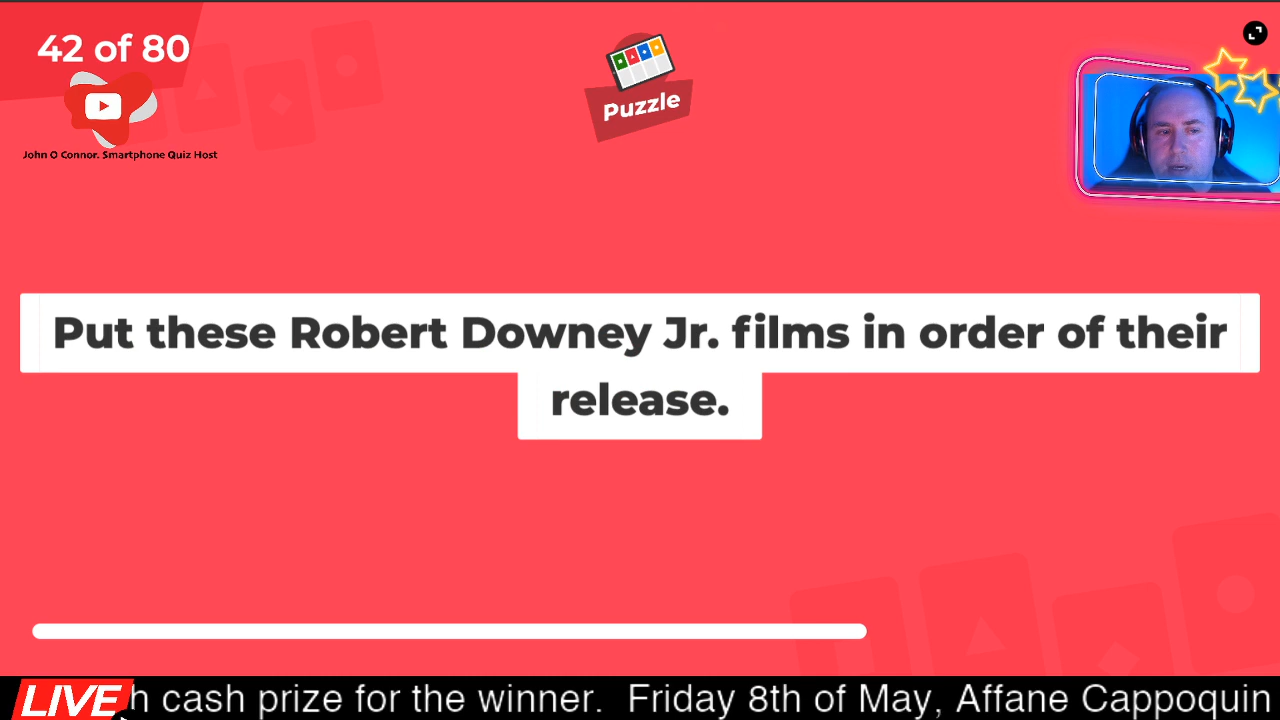 42 of 80
Puzzle
John O Connor. Smartphone Quiz Host
Put these Robert Downey Jr. films in order of their
release.
LIVE
h cash prize for the winner. Friday 8th of May, Affane Cappoquin